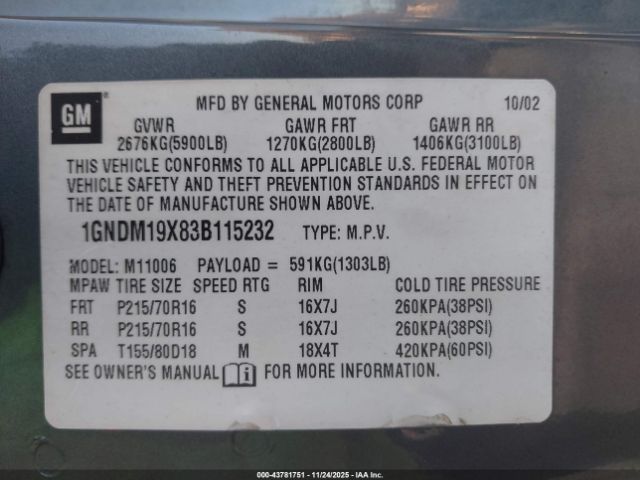 GM
MFD BY GENERAL MOTORS CORP 10/02
GVWR GAWR FRT GAWR RR
2676KG(5900LB) 1270KG(2800LB) 1406KG(3100LB)
THIS VEHICLE CONFORMS TO ALL APPLICABLE U.S. FEDERAL MOTOR
VEHICLE SAFETY AND THEFT PREVENTION STANDARDS IN EFFECT ON
THE DATE OF MANUFACTURE SHOWN ABOVE.
1GNDM19X83B115232 TYPE: M.P.V.
MODEL: M11006 PAYLOAD = 591KG(1303LB)
MPAW TIRE SIZE SPEED RTG RIM COLD TIRE PRESSURE
FRT P215/70R16 S 16X7J 260KPA(38PSI)
RR P215/70R16 S 16X7J 260KPA(38PSI)
SPA T155/80D18 M 18X4T 420KPA(60PSI)
SEE OWNER'S MANUAL FOR MORE INFORMATION.
000-43781751 - 11/24/2025 - IAA Inc.